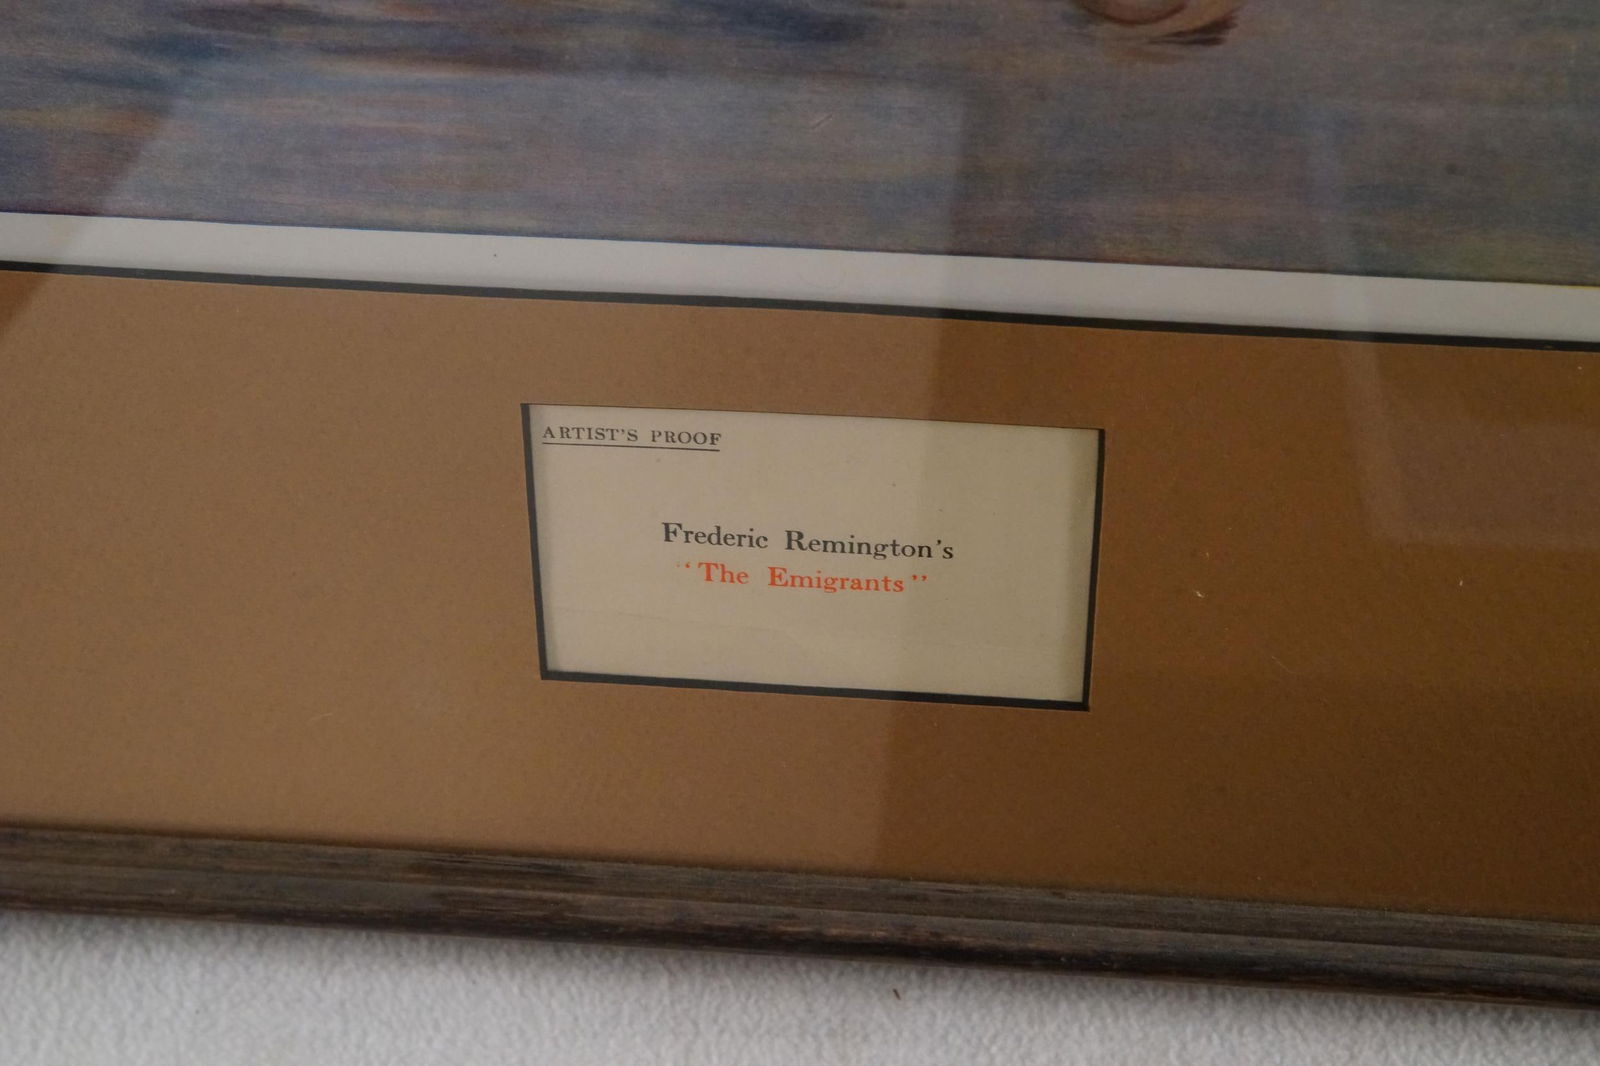 ARTIST'S PROOF
Frederic Remington's
“The Emigrants”